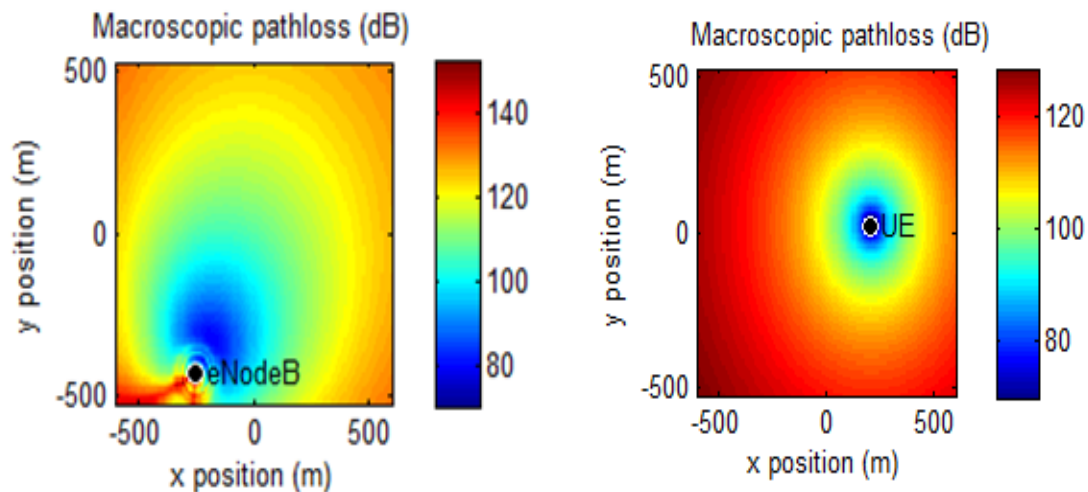 Macroscopic pathloss (dB)
500
0
-500
y position (m)
-500 0 500
x position (m)
140
120
100
80
eNodeB
Macroscopic pathloss (dB)
500
0
-500
y position (m)
-500 0 500
x position (m)
120
100
80
UE